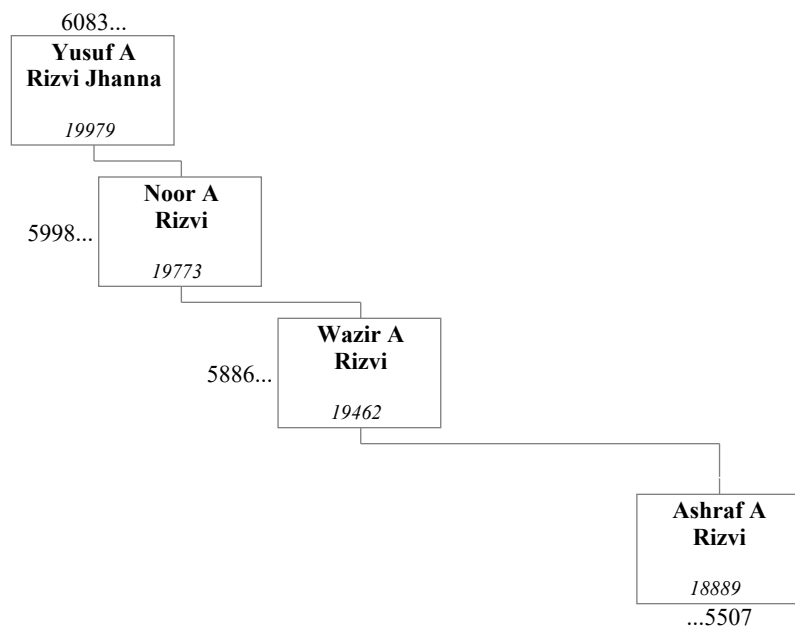 6083...
Yusuf A
Rizvi Jhanna
19979
Noor A
Rizvi
5998...
19773
Wazir A
Rizvi
5886...
19462
Ashraf A
Rizvi
18889
...5507